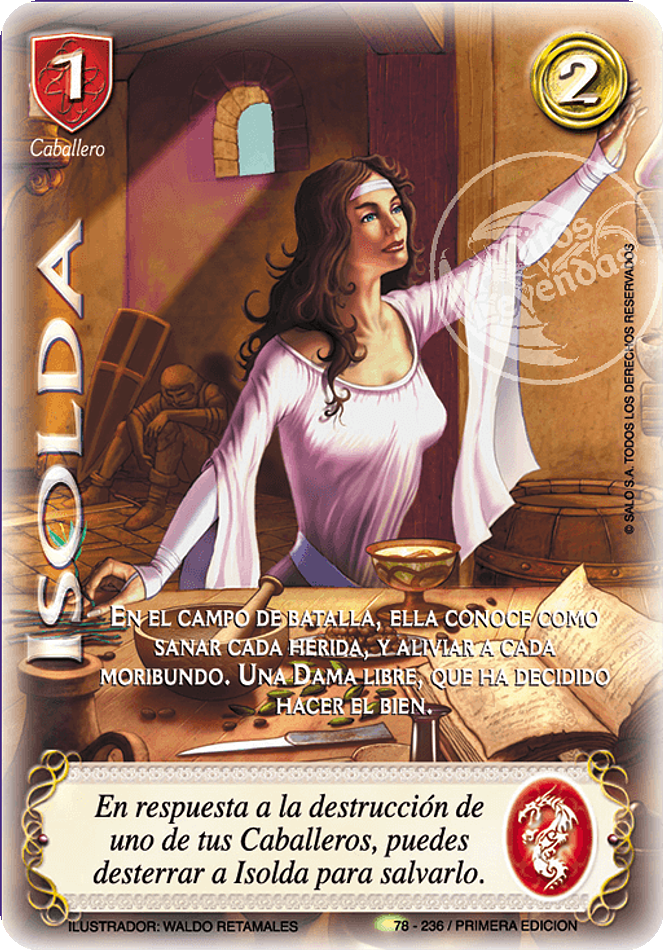 1
2
Caballero
ISOLDA
Mitos
y
Leyendas
© SALO S.A. TODOS LOS DERECHOS RESERVADOS
EN EL CAMPO DE BATALLA, ELLA CONOCE COMO
SANAR CADA HERIDA, Y ALIVIAR A CADA
MORIBUNDO. UNA DAMA LIBRE, QUE HA DECIDIDO
HACER EL BIEN.
En respuesta a la destrucción de
uno de tus Caballeros, puedes
desterrar a Isolda para salvarlo.
ILUSTRADOR: WALDO RETAMALES
78 - 236 / PRIMERA EDICION